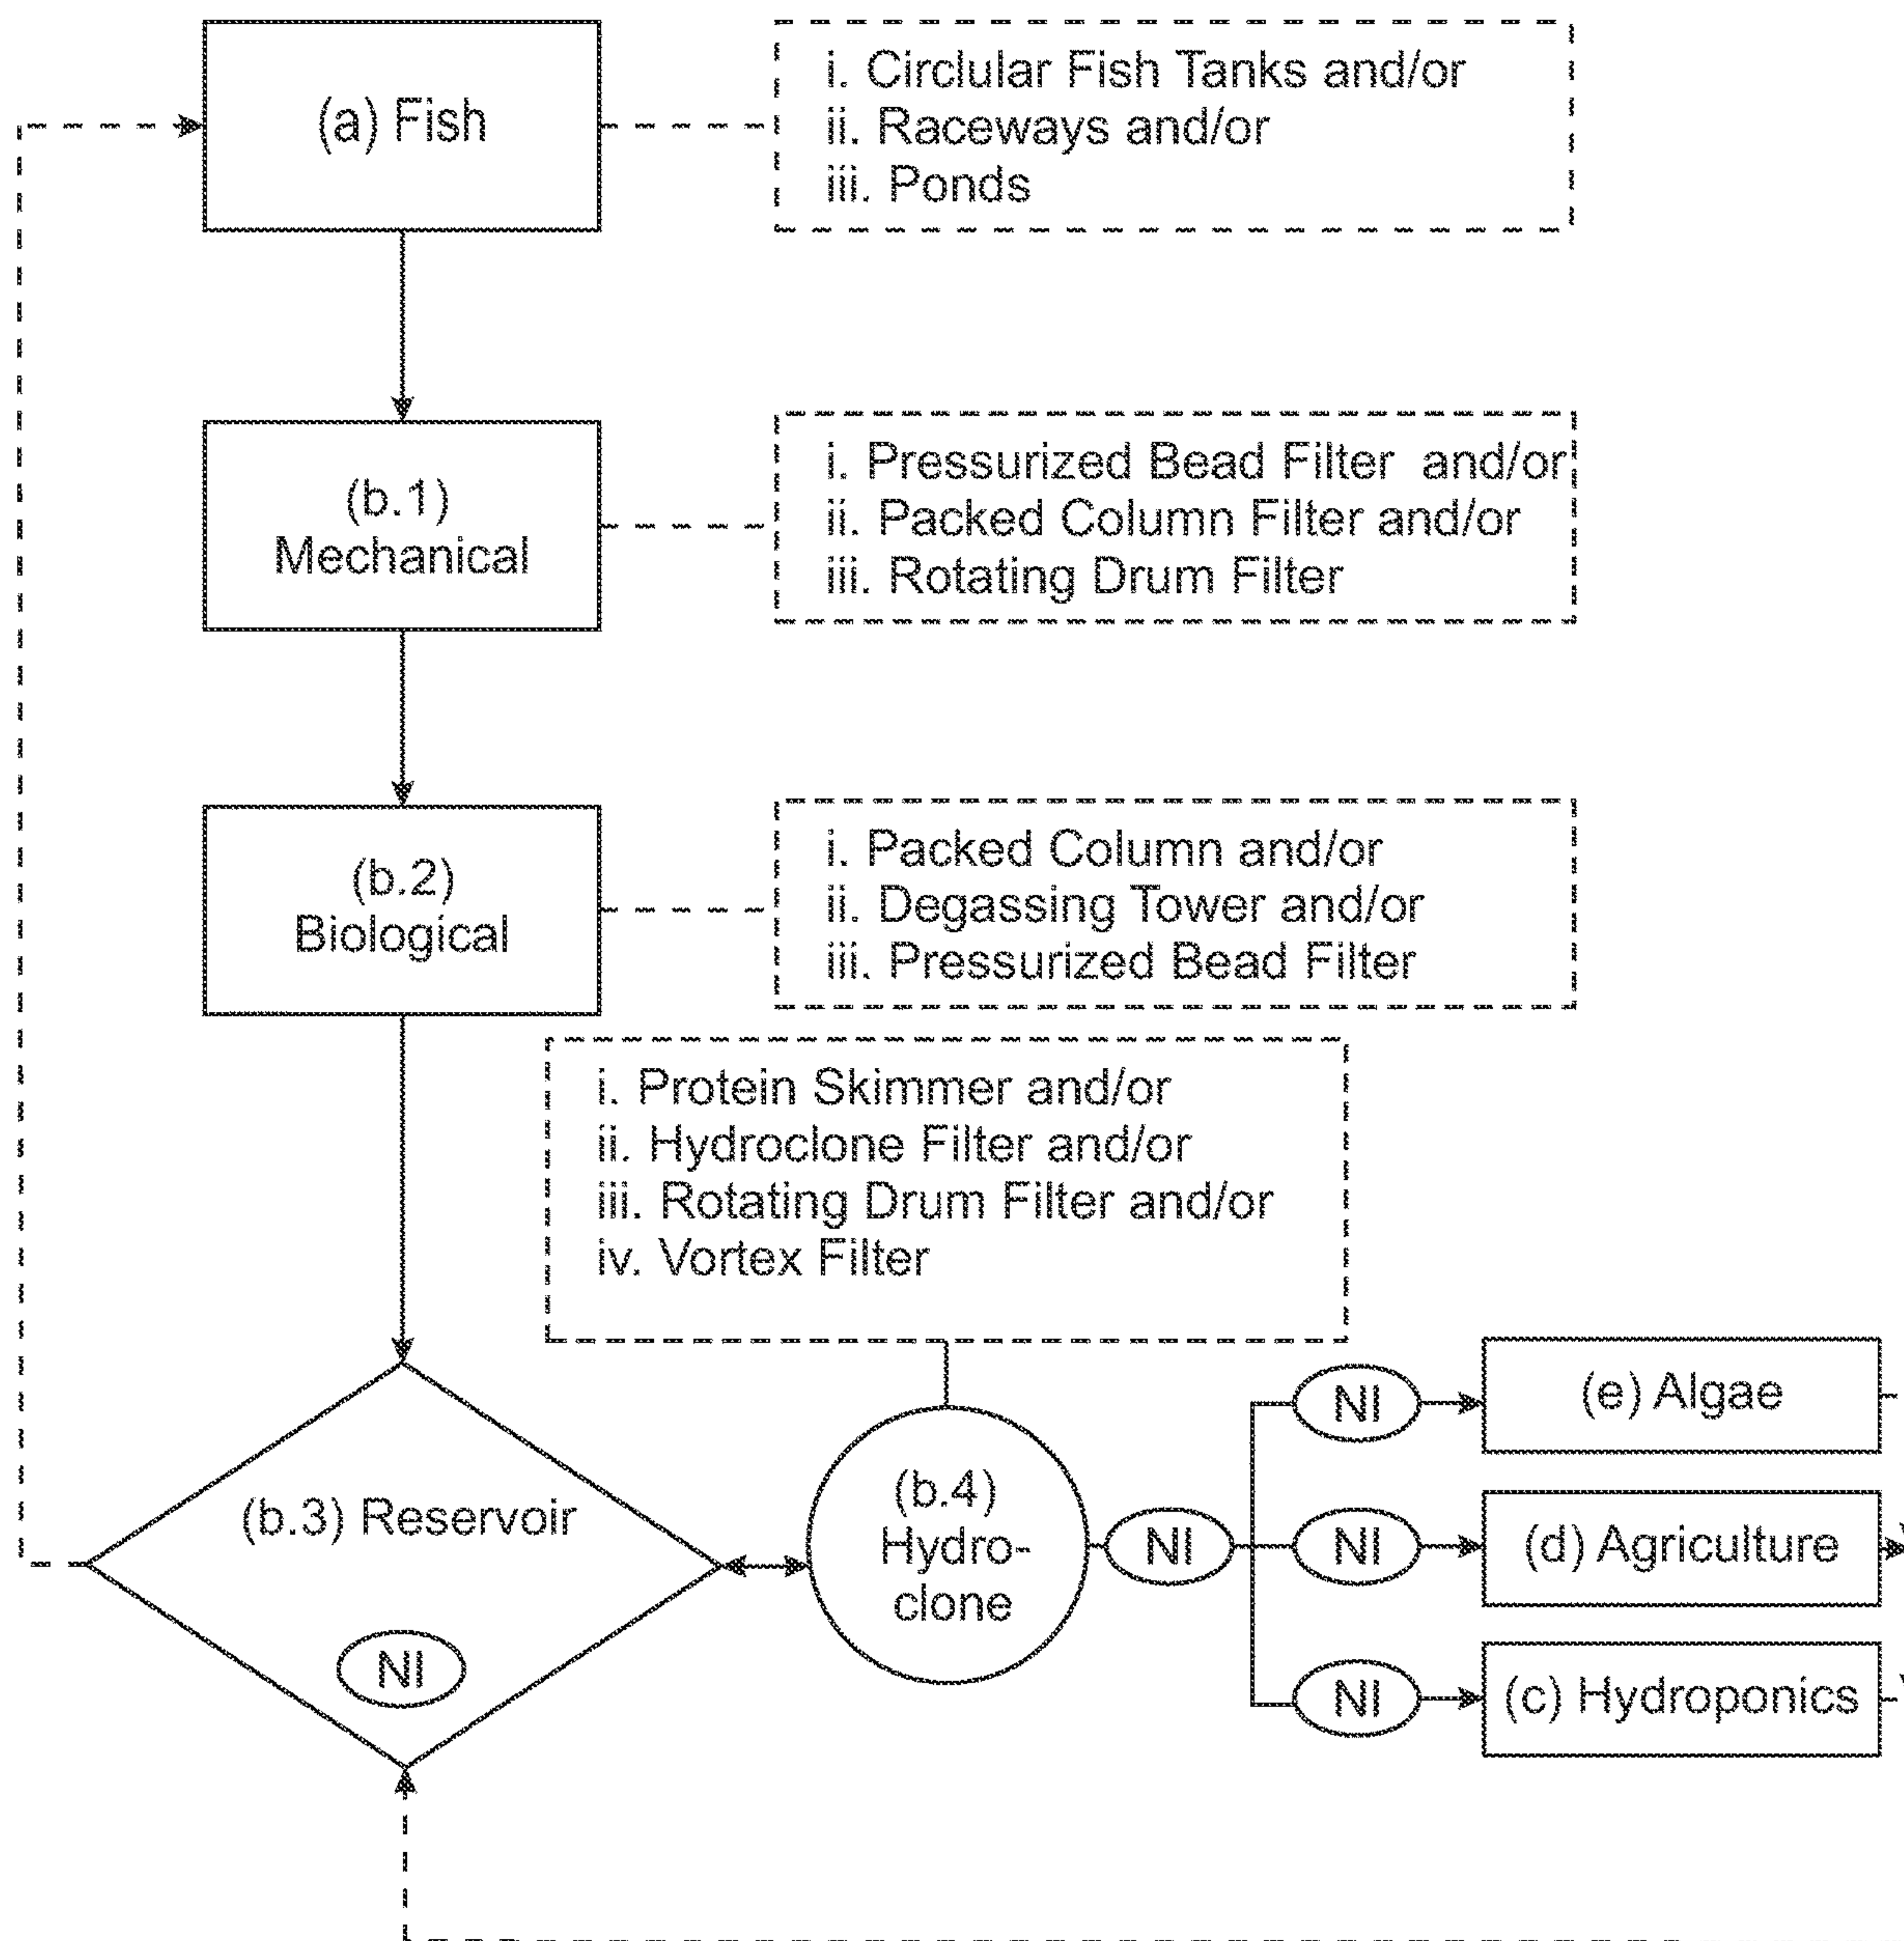 (a) Fish
i. Circlular Fish Tanks and/or
ii. Raceways and/or
iii. Ponds
(b.1)
Mechanical
i. Pressurized Bead Filter and/or
ii. Packed Column Filter and/or
iii. Rotating Drum Filter
(b.2)
Biological
i. Packed Column and/or
ii. Degassing Tower and/or
iii. Pressurized Bead Filter
i. Protein Skimmer and/or
ii. Hydroclone Filter and/or
iii. Rotating Drum Filter and/or
iv. Vortex Filter
(b.3) Reservoir
NI
(b.4)
Hydro-
clone
NI
NI
(e) Algae
NI
(d) Agriculture
NI
(c) Hydroponics